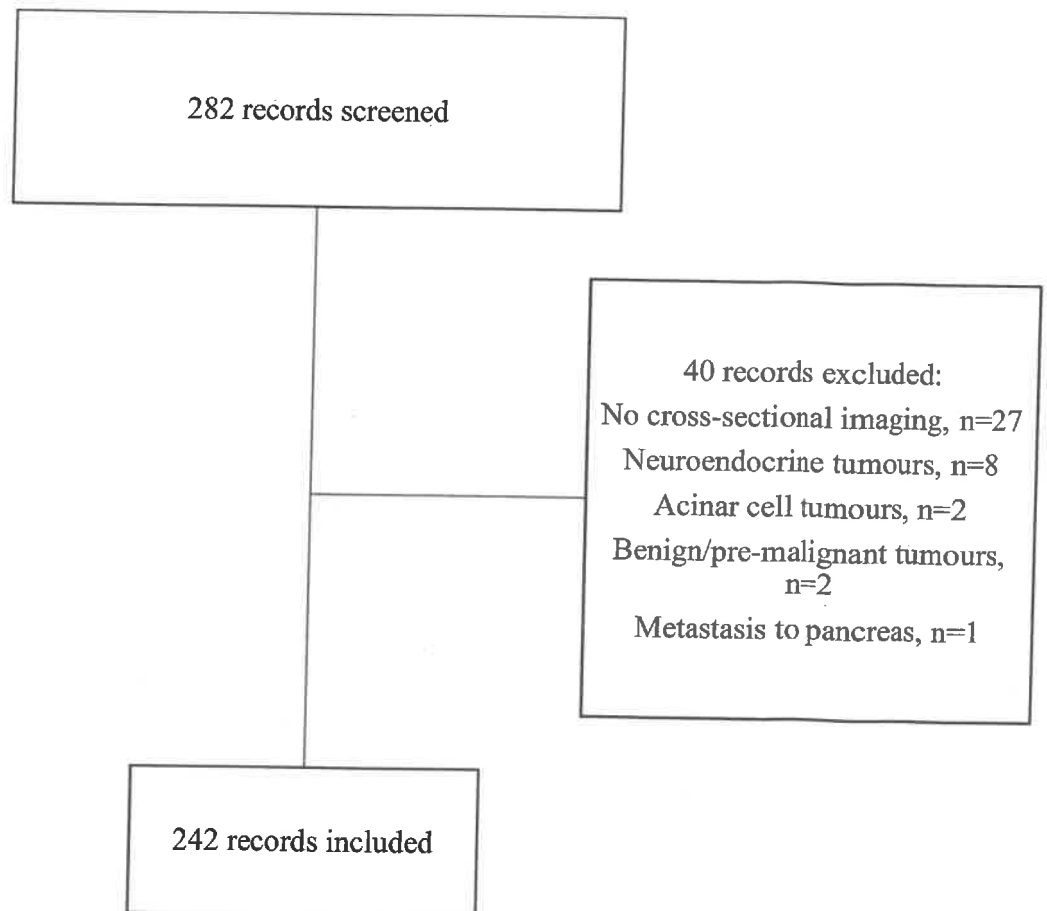 282 records screened
40 records excluded:
No cross-sectional imaging, n=27
Neuroendocrine tumours, n=8
Acinar cell tumours, n=2
Benign/pre-malignant tumours,
n=2
Metastasis to pancreas, n=1
242 records included